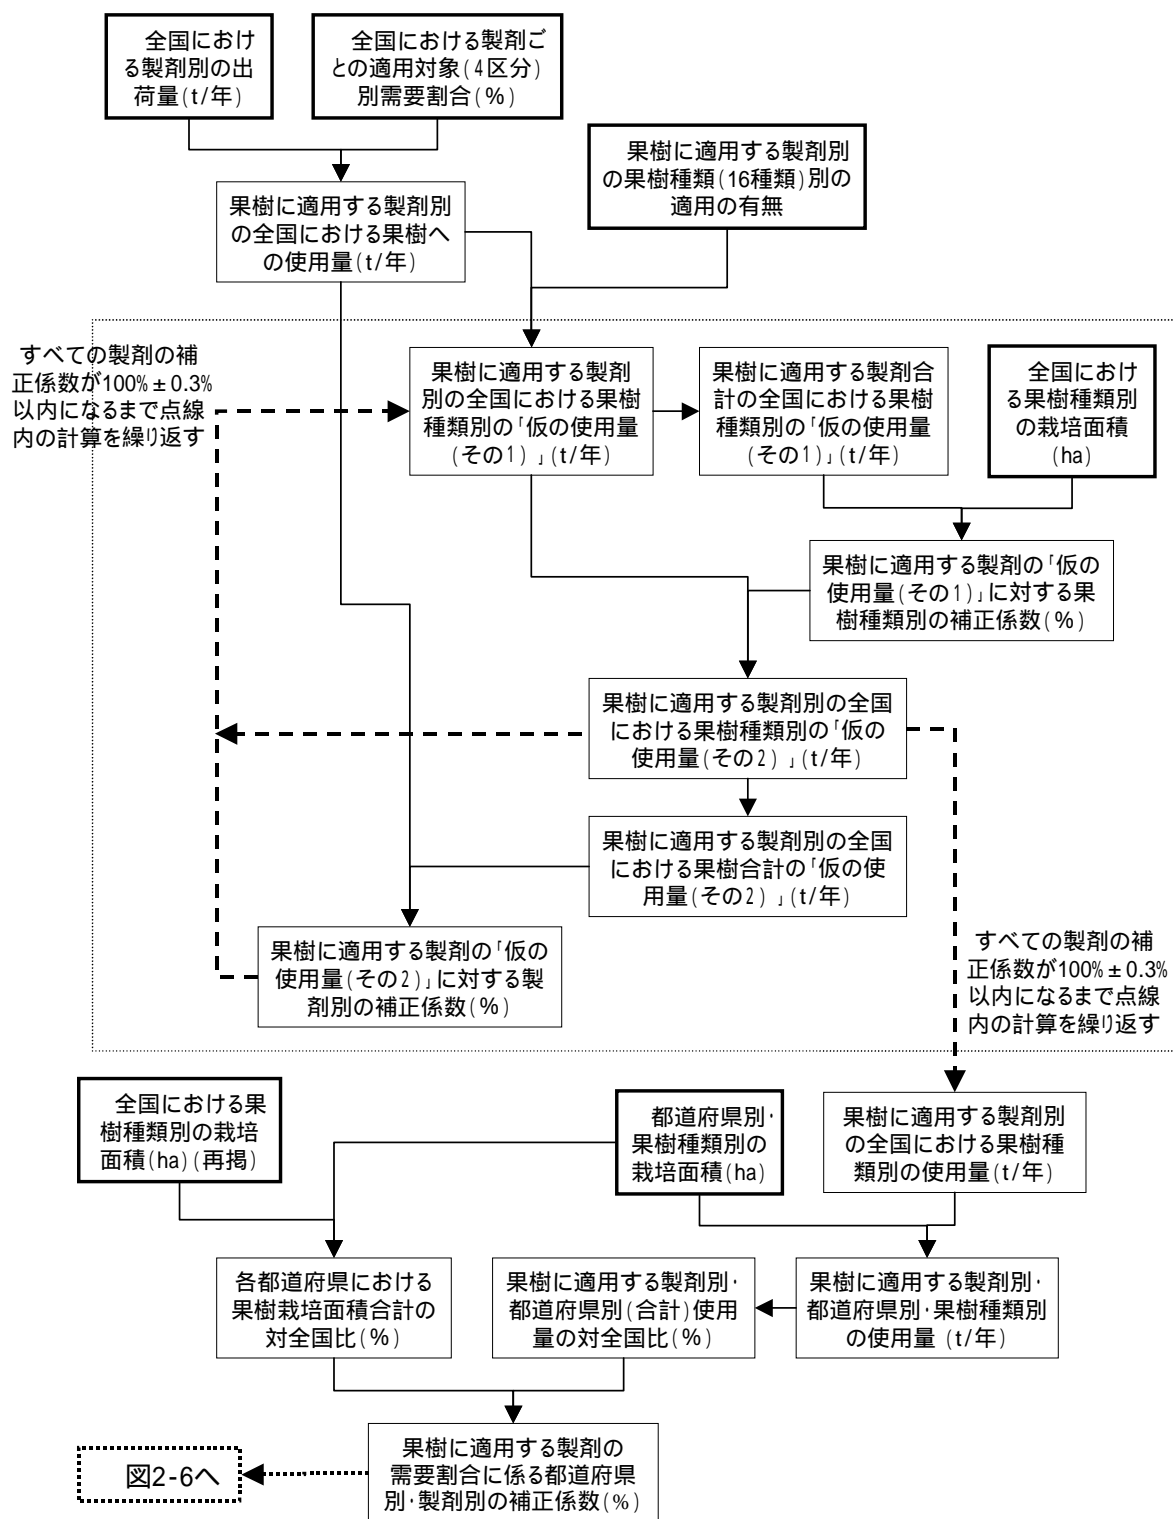 全国におけ
る製剤別の出
荷量(t/年)
全国における製剤ご
との適用対象(4区分)
別需要割合(%)
果樹に適用する製剤別
の果樹種類(16種類)別の
適用の有無
果樹に適用する製剤別
の全国における果樹へ
の使用量(t/年)
すべての製剤の補
正係数が100%±0.3%
以内になるまで点線
内の計算を繰り返す
果樹に適用する製剤
別の全国における果樹
種類別の「仮の使用量
(その1)」(t/年)
果樹に適用する製剤合
計の全国における果樹
種類別の「仮の使用量
(その1)」(t/年)
全国におけ
る果樹種類別
の栽培面積
(ha)
果樹に適用する製剤の「仮の
使用量(その1)」に対する果
樹種類別の補正係数(%)
果樹に適用する製剤別の全国
における果樹種類別の「仮の
使用量(その2)」(t/年)
果樹に適用する製剤別の全国
における果樹合計の「仮の使
用量(その2)」(t/年)
果樹に適用する製剤の「仮の
使用量(その2)」に対する製
剤別の補正係数(%)
すべての製剤の補
正係数が100%±0.3%
以内になるまで点線
内の計算を繰り返す
全国における果
樹種類別の栽培
面積(ha)(再掲)
都道府県別・
果樹種類別の
栽培面積(ha)
果樹に適用する製剤別
の全国における果樹種
類別の使用量(t/年)
各都道府県における
果樹栽培面積合計の
対全国比(%)
果樹に適用する製剤別・
都道府県別(合計)使用
量の対全国比(%)
果樹に適用する製剤別・
都道府県別・果樹種類別
の使用量 (t/年)
図2-6へ
果樹に適用する製剤の
需要割合に係る都道府県
別・製剤別の補正係数(%)